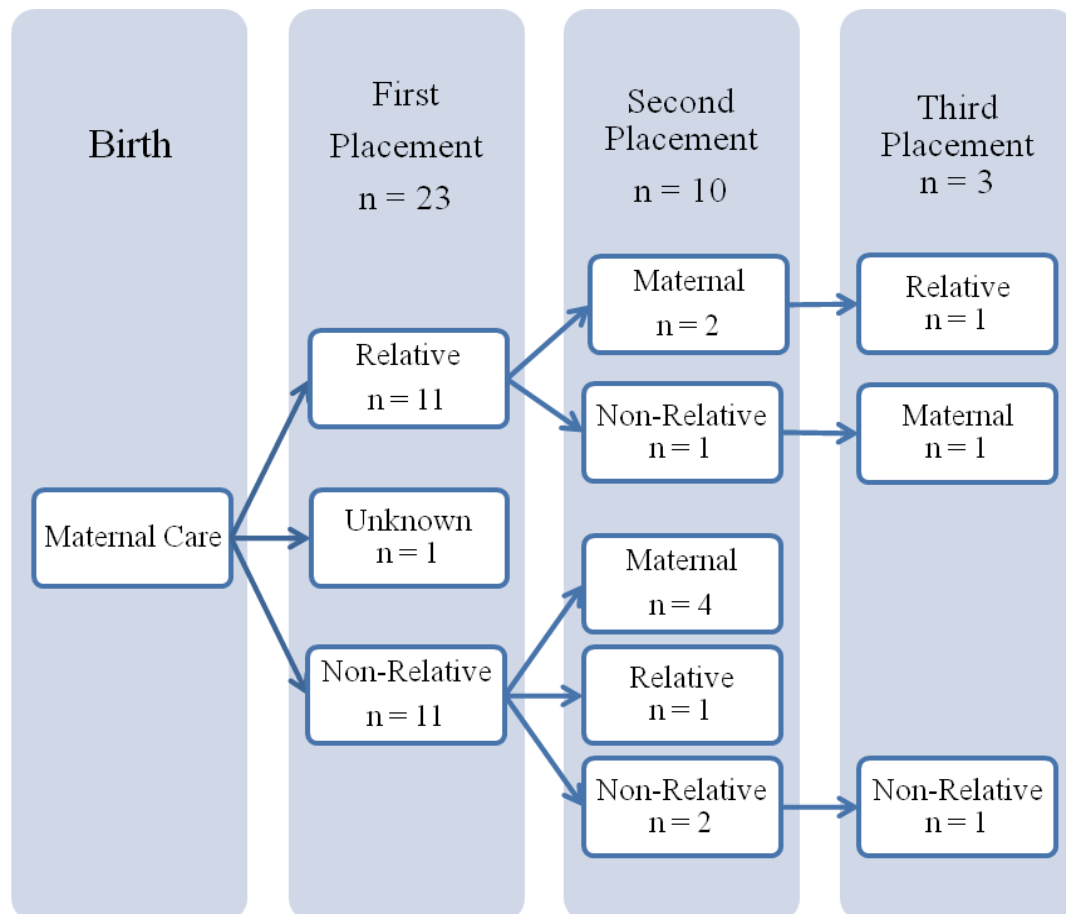 Birth
First
Placement
n = 23
Second
Placement
n = 10
Third
Placement
n = 3
Maternal Care
Relative
n = 11
Unknown
n = 1
Non-Relative
n = 11
Maternal
n = 2
Non-Relative
n = 1
Maternal
n = 4
Relative
n = 1
Non-Relative
n = 2
Relative
n = 1
Maternal
n = 1
Non-Relative
n = 1